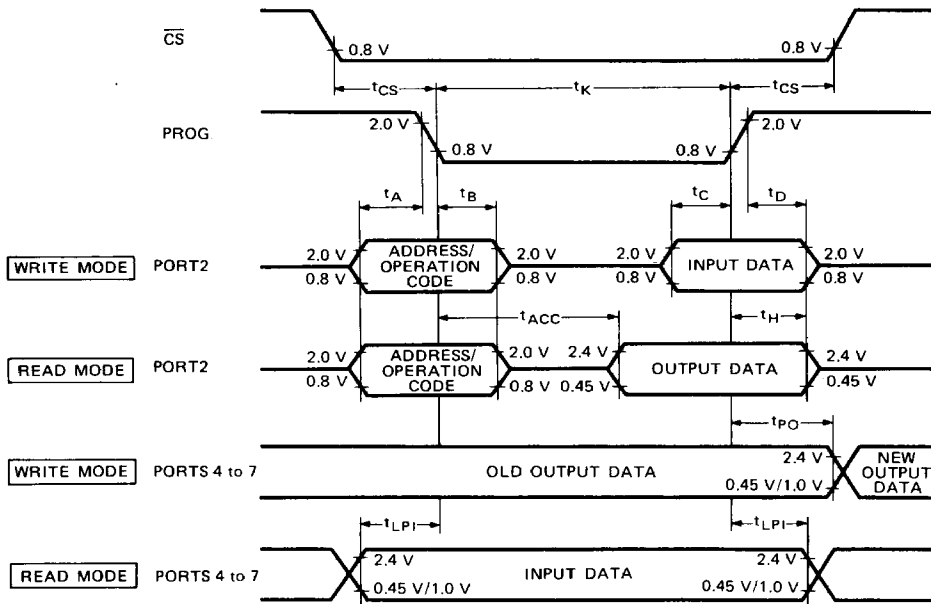 CS
0.8 V
0.8 V
tCS
tK
tCS
PROG.
2.0 V
0.8 V
0.8 V
2.0 V
tA
tB
tC
tD
WRITE MODE PORT2
2.0 V
0.8 V
ADDRESS/
OPERATION
CODE
2.0 V
0.8 V
2.0 V
0.8 V
INPUT DATA
2.0 V
0.8 V
tACC
tH
READ MODE PORT2
2.0 V
0.8 V
ADDRESS/
OPERATION
CODE
2.0 V
0.8 V
2.4 V
0.45 V
OUTPUT DATA
2.4 V
0.45 V
tPO
WRITE MODE PORTS 4 to 7
OLD OUTPUT DATA
2.4 V
0.45 V/1.0 V
NEW
OUTPUT
DATA
tLPI
tLPI
READ MODE PORTS 4 to 7
2.4 V
0.45 V/1.0 V
INPUT DATA
2.4 V
0.45 V/1.0 V